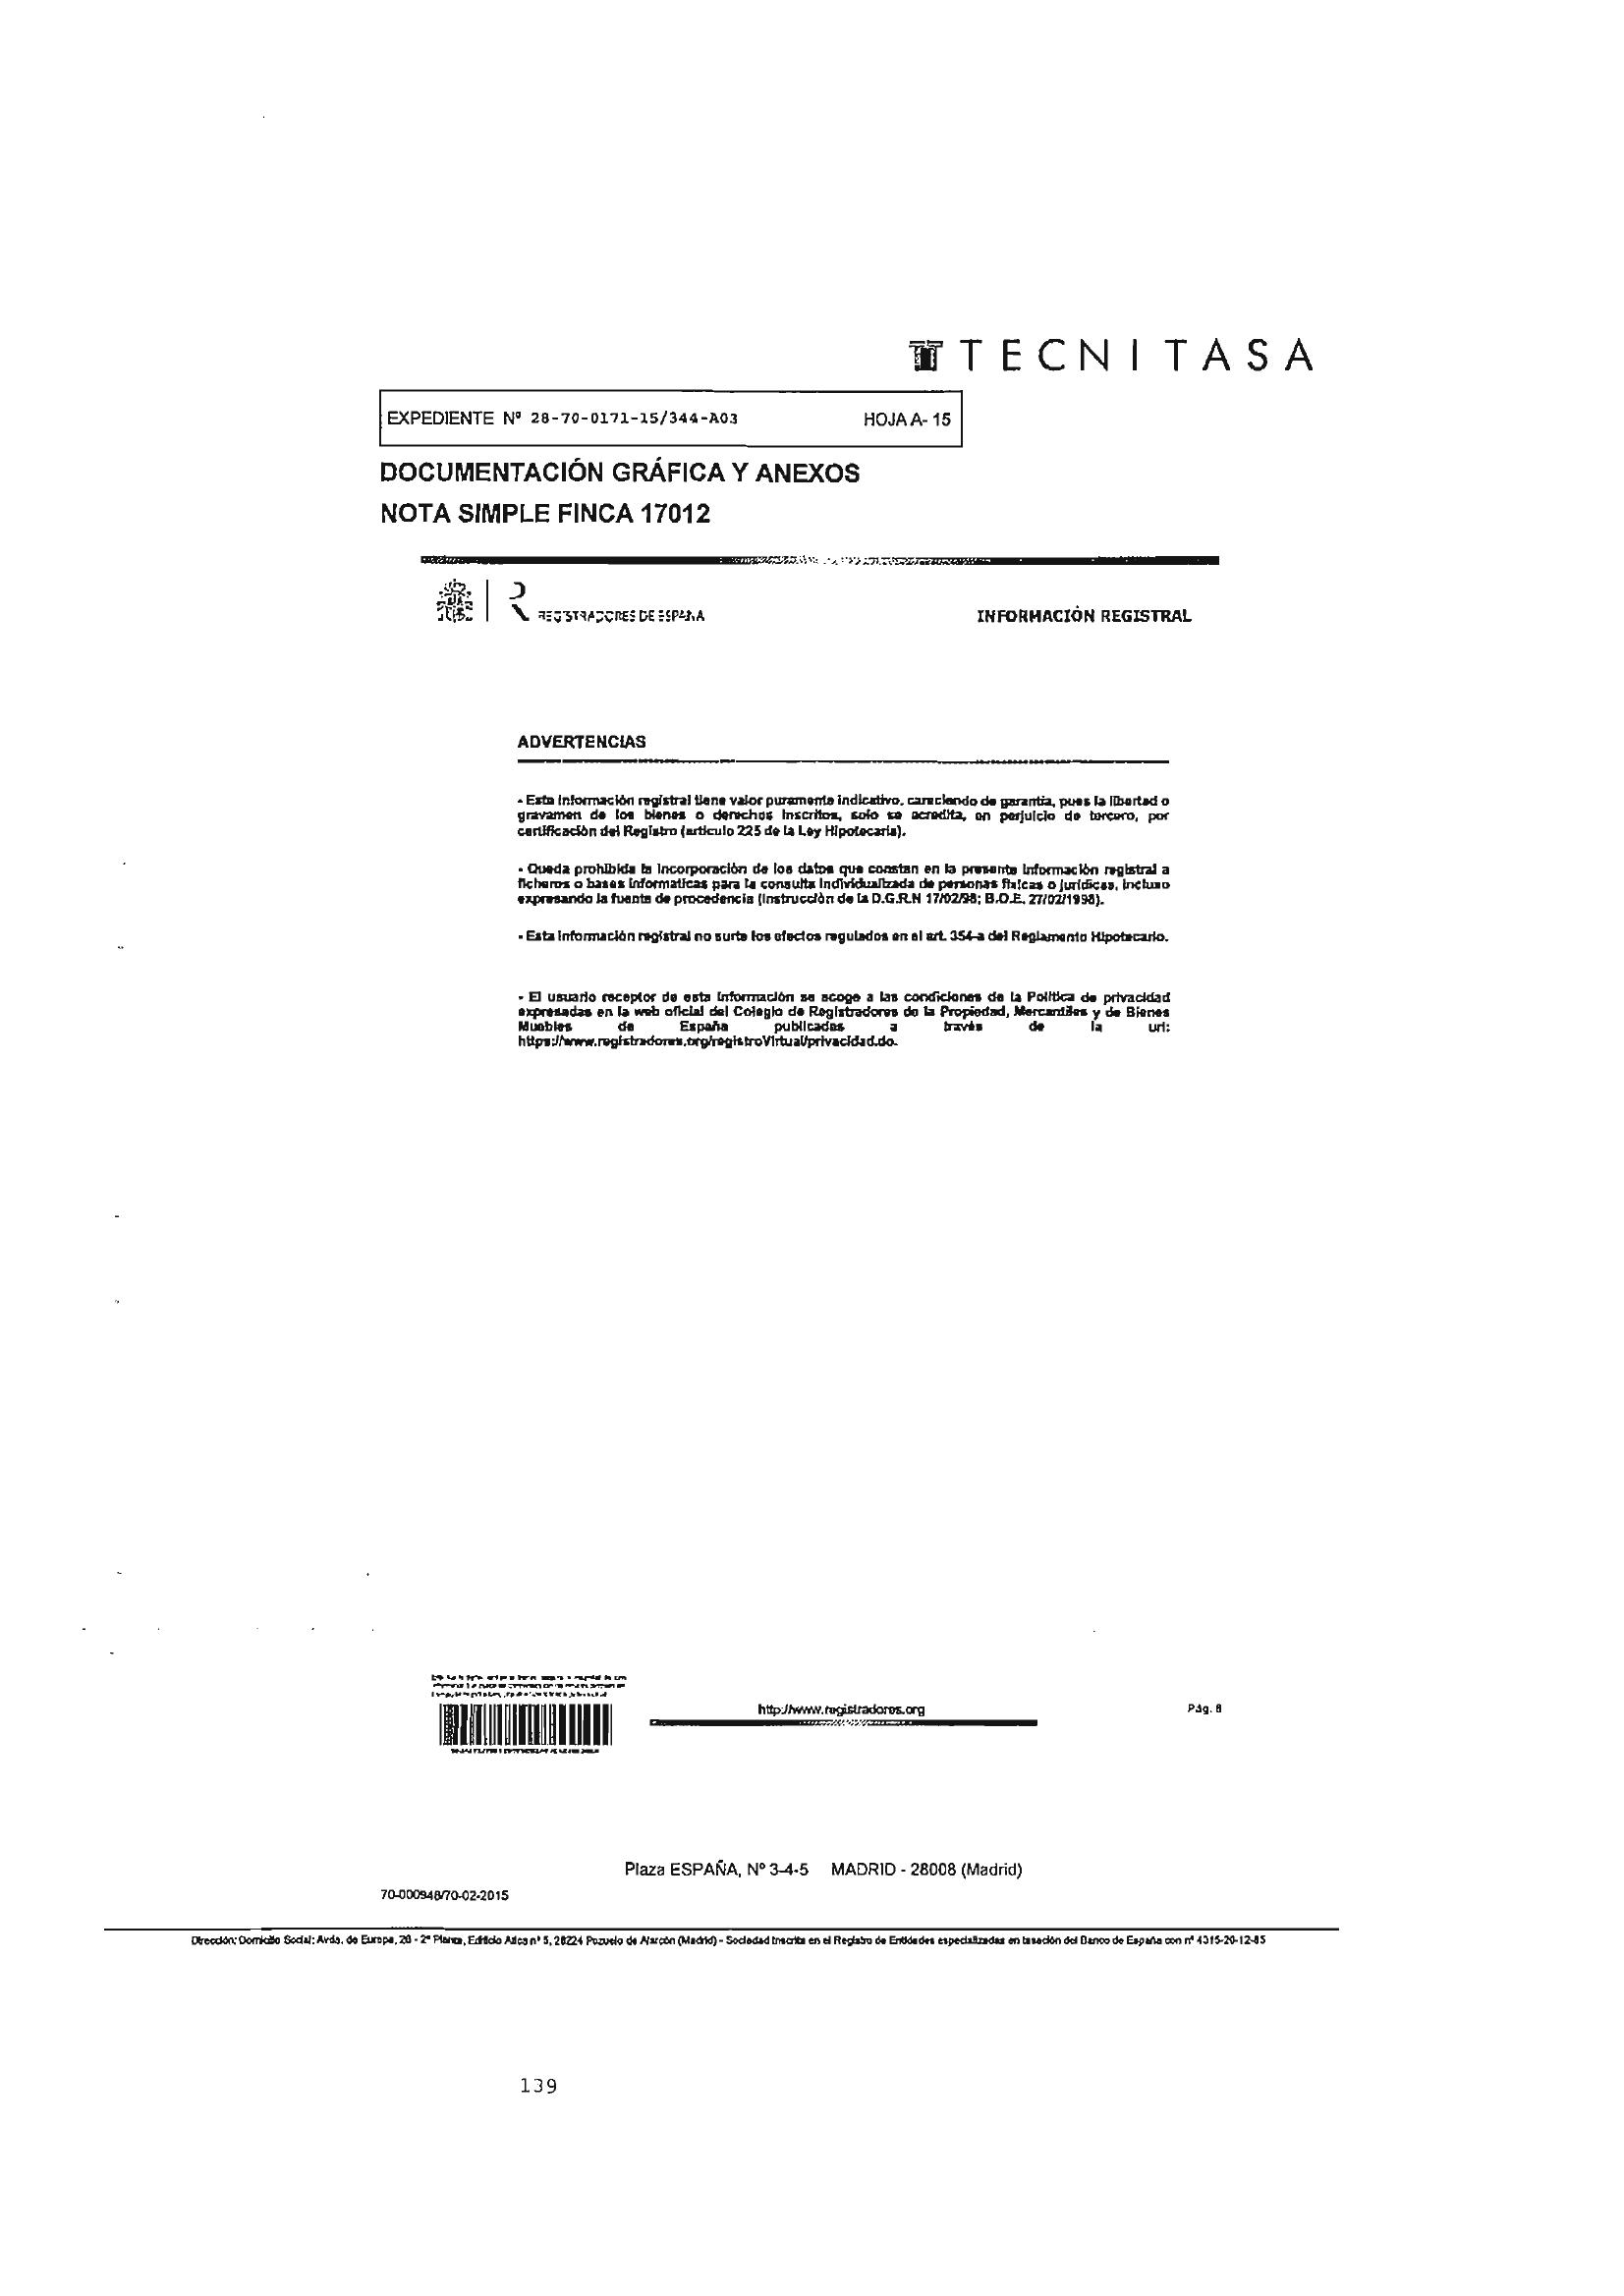 TECNITASA
EXPEDIENTE Nº 28-70-0171-15/344-A03 HOJA A- 15
DOCUMENTACIÓN GRÁFICA Y ANEXOS
NOTA SIMPLE FINCA 17012
REGISTRADORES DE ESPAÑA INFORMACIÓN REGISTRAL
ADVERTENCIAS
- Esta información registral tiene valor puramente indicativo, careciendo de garantía, pues la libertad o
gravamen de los bienes o derechos inscritos, solo se acredita, en perjuicio de tercero, por
certificación del Registro (articulo 225 de la Ley Hipotecaria).
- Queda prohibida la incorporación de los datos que constan en la presente información registral a
ficheros o bases informaticas para la consulta individualizada de personas físicas o jurídicas, incluso
expresando la fuente de procedencia (Instrucción de la D.G.R.N 17/02/98; B.O.E. 27/02/1998).
- Esta información registral no surte los efectos regulados en el art. 354-a del Reglamento Hipotecario.
- El usuario receptor de esta información se acoge a las condiciones de la Política de privacidad
expresadas en la web oficial del Colegio de Registradores de la Propiedad, Mercantiles y de Bienes
Muebles de España publicadas a través de la url:
https://www.registradores.org/registroVirtual/privacidad.do.
http://www.registradores.org Pág. 8
Plaza ESPAÑA, Nº 3-4-5 MADRID - 28008 (Madrid)
70-000948/70-02-2015
Dirección: Domicilio Social: Avda. de Europa, 20 - 2ª Planta, Edificio Atica nº 5, 28224 Pozuelo de Alarcón (Madrid) - Sociedad Inscrita en el Registro de Entidades especializadas en tasación del Banco de España con nº 4315-20-12-85
139